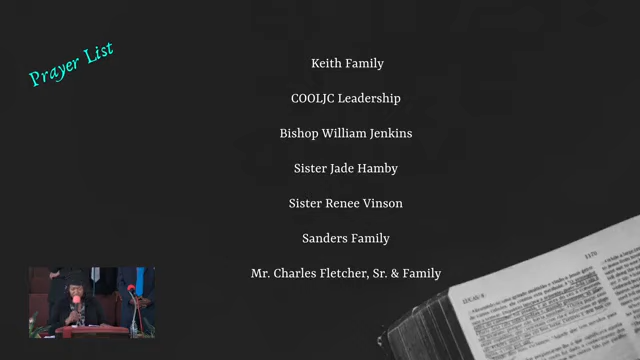 Prayer List
Keith Family
COOLJC Leadership
Bishop William Jenkins
Sister Jade Hamby
Sister Renee Vinson
Sanders Family
Mr. Charles Fletcher, Sr. & Family